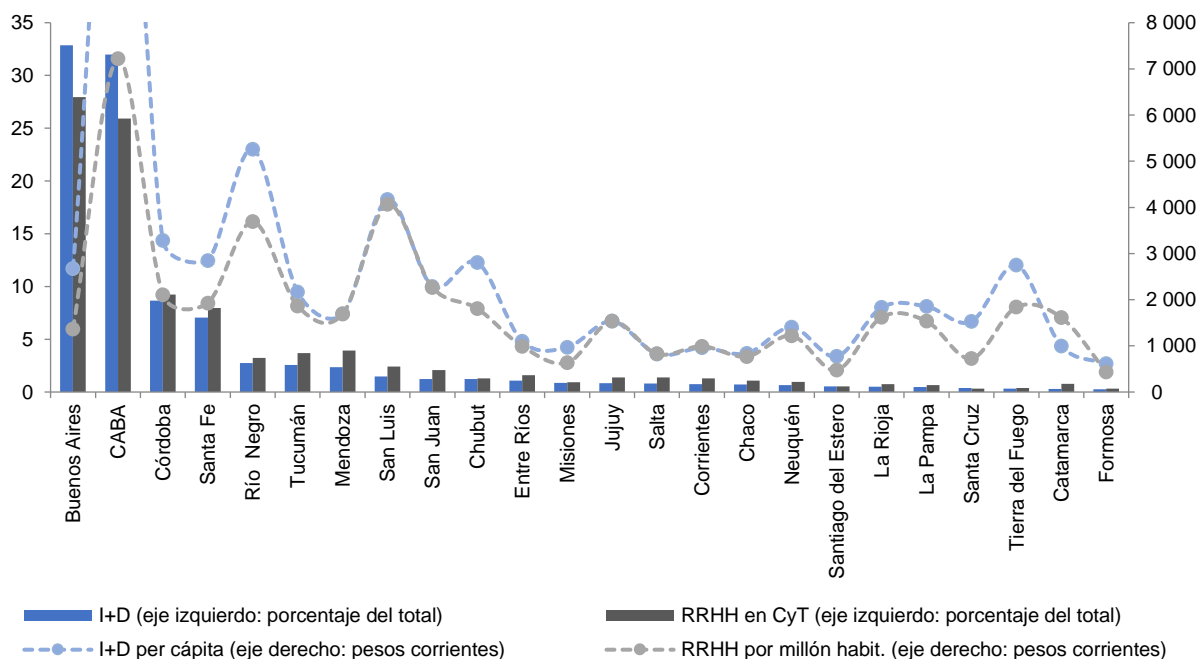 35
30
25
20
15
10
5
0
8 000
7 000
6 000
5 000
4 000
3 000
2 000
1 000
0
Buenos Aires
CABA
Córdoba
Santa Fe
Río Negro
Tucumán
Mendoza
San Luis
San Juan
Chubut
Entre Ríos
Misiones
Jujuy
Salta
Corrientes
Chaco
Neuquén
Santiago del Estero
La Rioja
La Pampa
Santa Cruz
Tierra del Fuego
Catamarca
Formosa
I+D (eje izquierdo: porcentaje del total)
RRHH en CyT (eje izquierdo: porcentaje del total)
I+D per cápita (eje derecho: pesos corrientes)
RRHH por millón habit. (eje derecho: pesos corrientes)